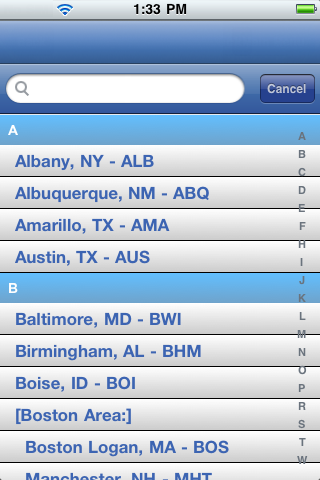 1:33 PM
Cancel
A
Albany, NY - ALB
Albuquerque, NM - ABQ
Amarillo, TX - AMA
Austin, TX - AUS
B
Baltimore, MD - BWI
Birmingham, AL - BHM
Boise, ID - BOI
[Boston Area:]
Boston Logan, MA - BOS
Manchester, NH - MHT
A
B
C
D
E
F
H
I
J
K
L
M
N
O
P
R
S
T
W